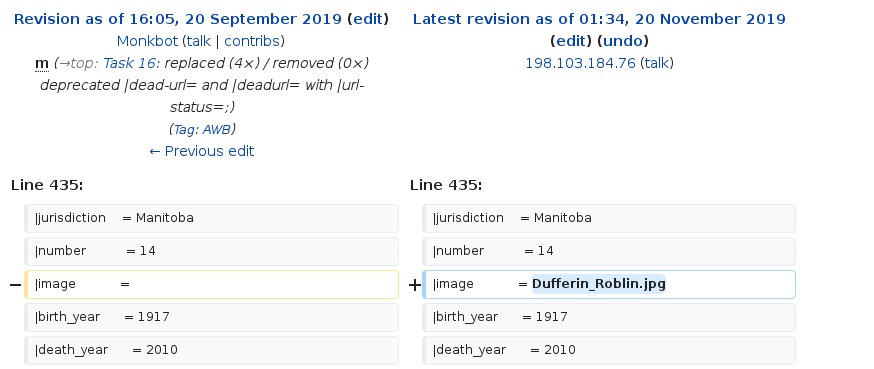 Revision as of 16:05, 20 September 2019 (edit)
Monkbot (talk | contribs)
m (→top: Task 16: replaced (4×) / removed (0×)
deprecated |dead-url= and |deadurl= with |url-
status=;)
(Tag: AWB)
← Previous edit
Latest revision as of 01:34, 20 November 2019
(edit) (undo)
198.103.184.76 (talk)
Line 435:
Line 435:
|jurisdiction = Manitoba
|jurisdiction = Manitoba
|number = 14
|number = 14
− |image =
+ |image = Dufferin_Roblin.jpg
|birth_year = 1917
|birth_year = 1917
|death_year = 2010
|death_year = 2010